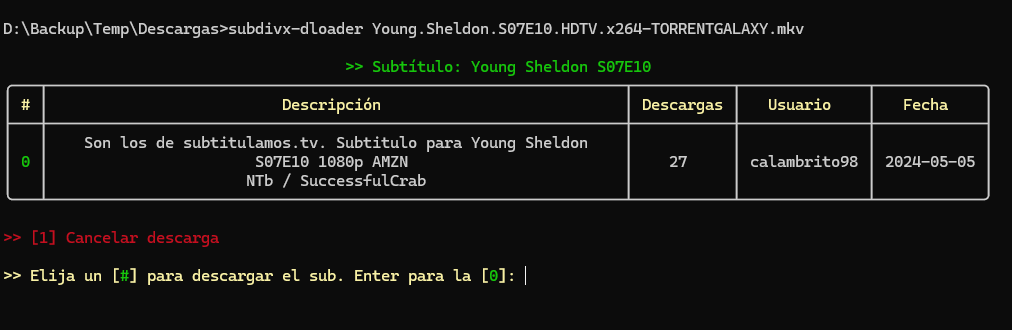 D:\Backup\Temp\Descargas>subdivx-dloader Young.Sheldon.S07E10.HDTV.x264-TORRENTGALAXY.mkv
>> Subtítulo: Young Sheldon S07E10
# Descripción Descargas Usuario Fecha
Son los de subtitulamos.tv. Subtitulo para Young Sheldon
0 S07E10 1080p AMZN 27 calambrito98 2024-05-05
NTb / SuccessfulCrab
>> [1] Cancelar descarga
>> Elija un [#] para descargar el sub. Enter para la [0]: